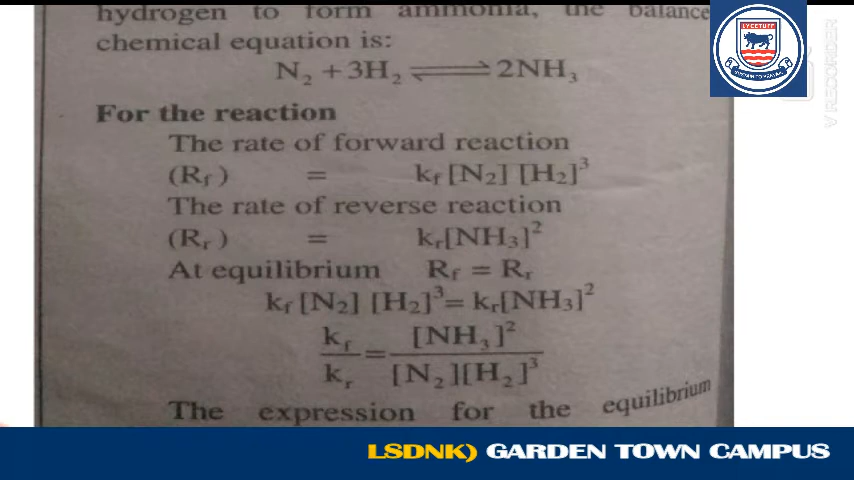 hydrogen to form ammonia, the balance
chemical equation is:
N₂ + 3H₂ ⇌ 2NH₃
For the reaction
The rate of forward reaction
(R_f) = k_f [N₂] [H₂]³
The rate of reverse reaction
(R_r) = k_r[NH₃]²
At equilibrium R_f = R_r
k_f [N₂] [H₂]³ = k_r[NH₃]²
k_f/k_r = [NH₃]²/[N₂][H₂]³
The expression for the equilibrium
LYCETUFF
V RECORDER
LSDNK) GARDEN TOWN CAMPUS